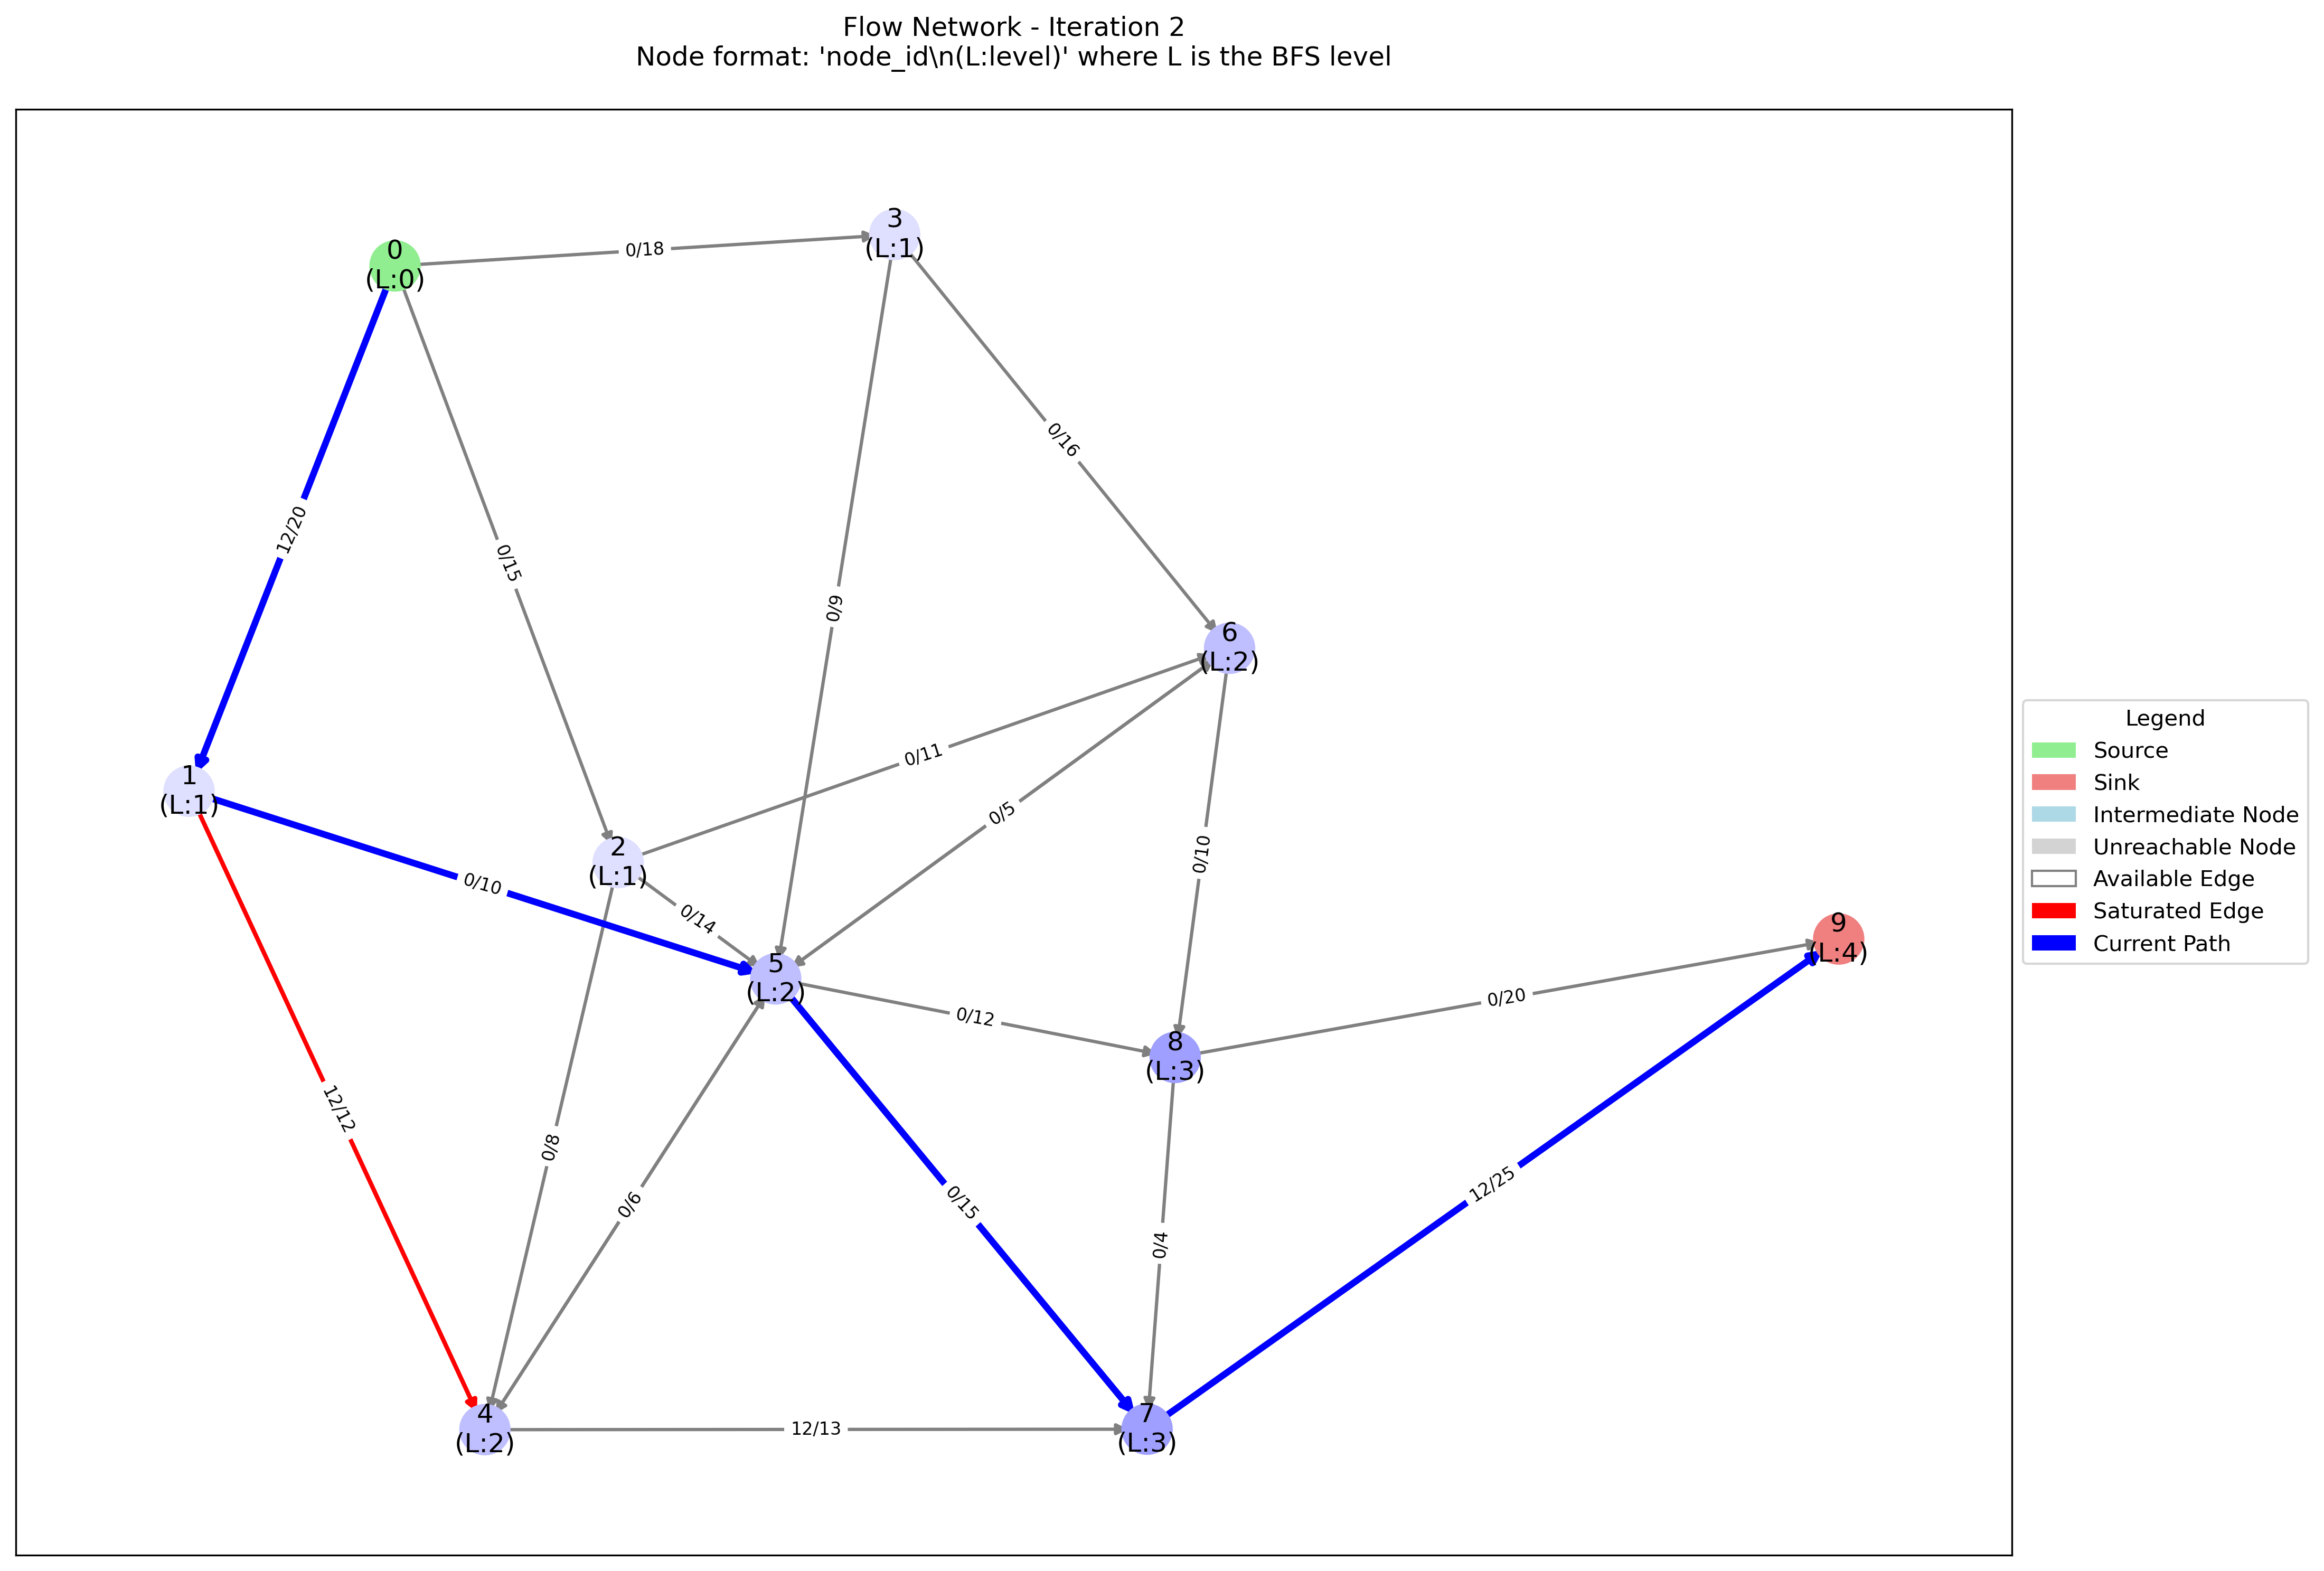 Flow Network - Iteration 2
Node format: 'node_id\n(L:level)' where L is the BFS level
3
(L:1)
0
(L:0)
0/18
0/16
12/20
0/15
0/9
6
(L:2)
0/11
1
(L:1)
0/5
2
(L:1)
0/10
0/10
0/14
9
(L:4)
5
(L:2)
0/20
0/12
8
(L:3)
12/12
0/8
12/25
0/6
0/15
0/4
4
(L:2)
12/13
7
(L:3)
Legend
Source
Sink
Intermediate Node
Unreachable Node
Available Edge
Saturated Edge
Current Path